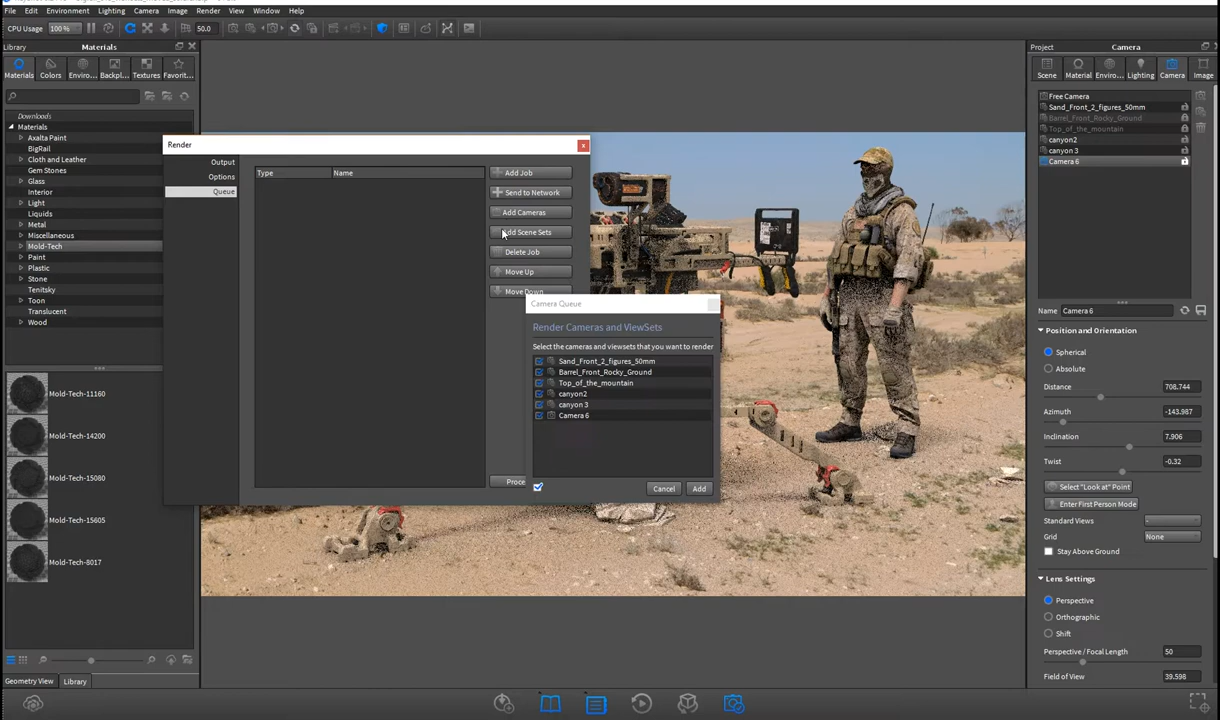 File Edit Environment Lighting Camera Image Render View Window Help
CPU Usage 100% 50.0
Library Materials
Materials Colors Enviro... Backpl... Textures Favorit...
Downloads
Materials
Axalta Paint
BigRail
Cloth and Leather
Gem Stones
Glass
Interior
Light
Liquids
Metal
Miscellaneous
Mold-Tech
Paint
Plastic
Stone
Tenitsky
Toon
Translucent
Wood
Mold-Tech-11160
Mold-Tech-14200
Mold-Tech-15080
Mold-Tech-15605
Mold-Tech-8017
Geometry View Library
Render
Output
Options
Queue
Type Name
Add Job
Send to Network
Add Cameras
Add Scene Sets
Delete Job
Move Up
Move Down
Proce
Camera Queue
Render Cameras and ViewSets
Select the cameras and viewsets that you want to render
Sand_Front_2_figures_50mm
Barrel_Front_Rocky_Ground
Top_of_the_mountain
canyon2
canyon 3
Camera 6
Cancel Add
Project Camera
Scene Material Enviro... Lighting Camera Image
Free Camera
Sand_Front_2_figures_50mm
Barrel_Front_Rocky_Ground
Top_of_the_mountain
canyon2
canyon 3
Camera 6
Name Camera 6
Position and Orientation
Spherical
Absolute
Distance 708.744
Azimuth -143.987
Inclination 7.906
Twist -0.32
Select "Look at" Point
Enter First Person Mode
Standard Views -
Grid None
Stay Above Ground
Lens Settings
Perspective
Orthographic
Shift
Perspective / Focal Length 50
Field of View 39.598